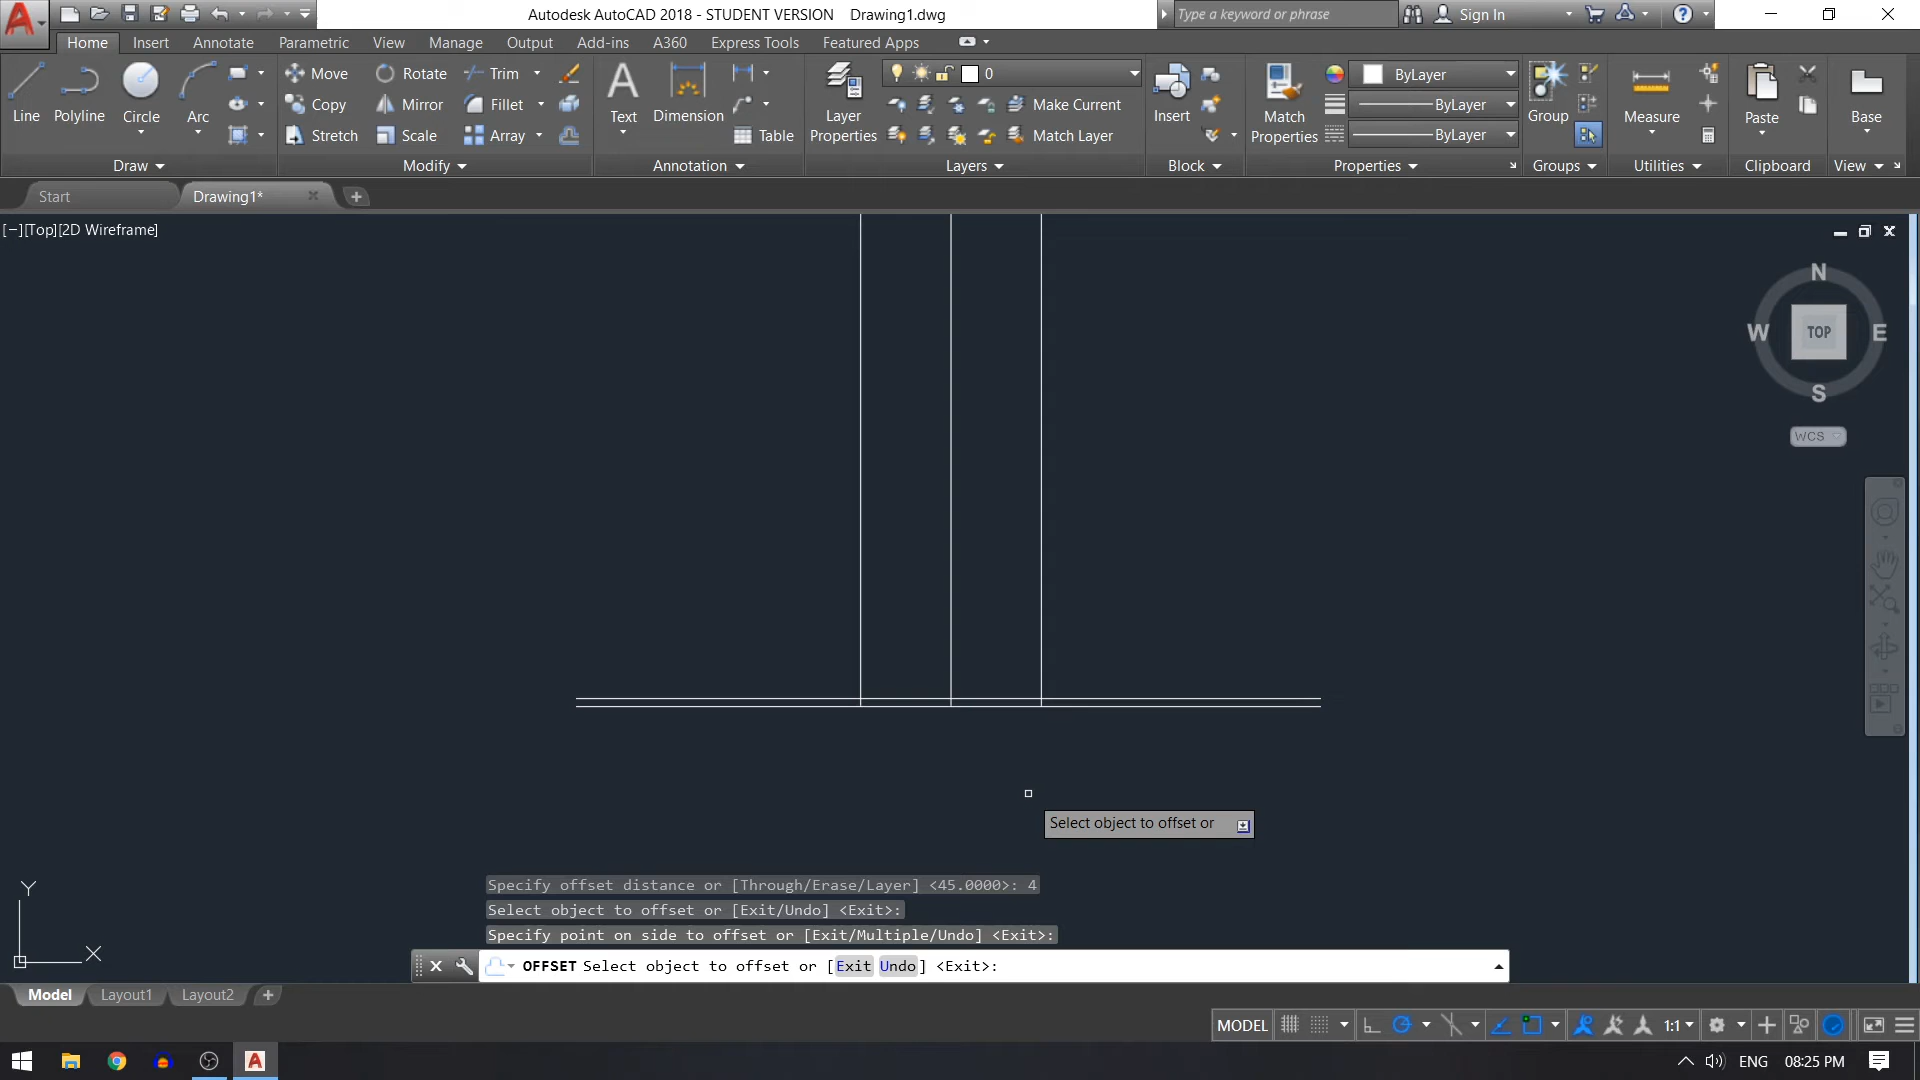 Autodesk AutoCAD 2018 - STUDENT VERSION Drawing1.dwg
Type a keyword or phrase
Sign In
Home Insert Annotate Parametric View Manage Output Add-ins A360 Express Tools Featured Apps
Line Polyline Circle Arc
Move Rotate Trim
Copy Mirror Fillet
Stretch Scale Array
Text Dimension Table
Layer Properties
0
Make Current
Match Layer
Insert
Match Properties
ByLayer
ByLayer
ByLayer
Group
Measure
Paste
Base
Draw Modify Annotation Layers Block Properties Groups Utilities Clipboard View
Start Drawing1*
[−][Top][2D Wireframe]
N
W TOP E
S
WCS
Select object to offset or
Y
X
Specify offset distance or [Through/Erase/Layer] <45.0000>: 4
Select object to offset or [Exit/Undo] <Exit>:
Specify point on side to offset or [Exit/Multiple/Undo] <Exit>:
OFFSET Select object to offset or [Exit Undo] <Exit>:
Model Layout1 Layout2
MODEL 1:1
ENG 08:25 PM